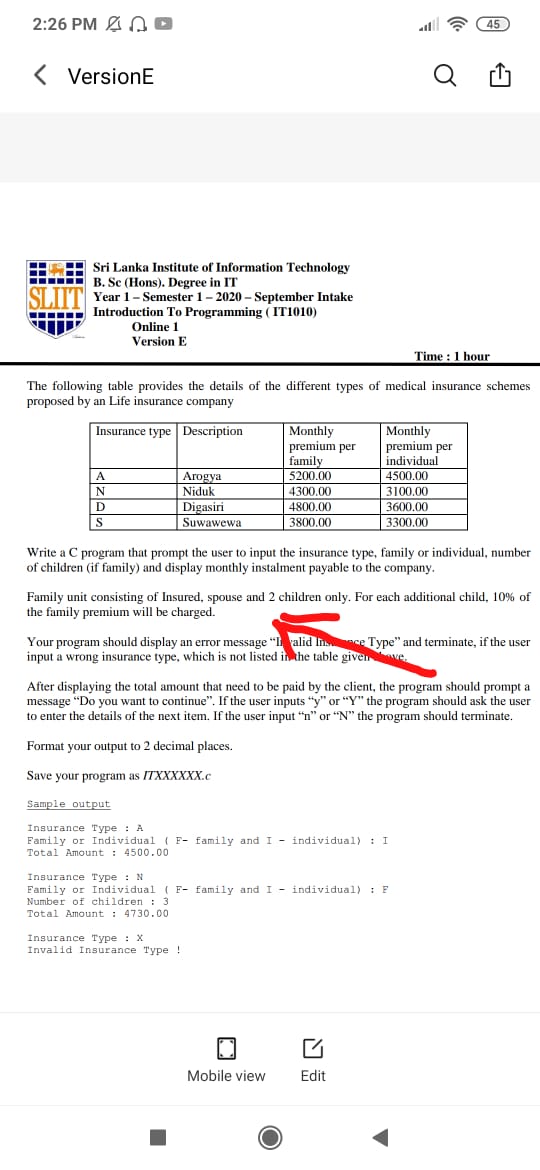 2:26 PM 45
VersionE
SLIIT
Sri Lanka Institute of Information Technology
B. Sc (Hons). Degree in IT
Year 1 – Semester 1 – 2020 – September Intake
Introduction To Programming ( IT1010)
Online 1
Version E
Time : 1 hour
The following table provides the details of the different types of medical insurance schemes
proposed by an Life insurance company
Insurance type Description Monthly premium per family Monthly premium per individual
A Arogya 5200.00 4500.00
N Niduk 4300.00 3100.00
D Digasiri 4800.00 3600.00
S Suwawewa 3800.00 3300.00
Write a C program that prompt the user to input the insurance type, family or individual, number
of children (if family) and display monthly instalment payable to the company.
Family unit consisting of Insured, spouse and 2 children only. For each additional child, 10% of
the family premium will be charged.
Your program should display an error message “Invalid Insurance Type” and terminate, if the user
input a wrong insurance type, which is not listed in the table given above.
After displaying the total amount that need to be paid by the client, the program should prompt a
message “Do you want to continue”. If the user inputs “y” or “Y” the program should ask the user
to enter the details of the next item. If the user input “n” or “N” the program should terminate.
Format your output to 2 decimal places.
Save your program as ITXXXXXX.c
Sample output
Insurance Type : A
Family or Individual ( F- family and I - individual) : I
Total Amount : 4500.00
Insurance Type : N
Family or Individual ( F- family and I - individual) : F
Number of children : 3
Total Amount : 4730.00
Insurance Type : X
Invalid Insurance Type !
Mobile view
Edit